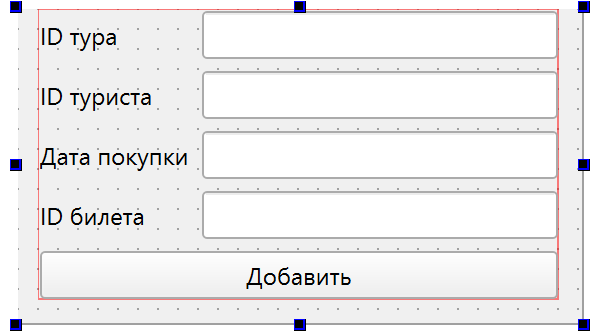 ID тура
ID туриста
Дата покупки
ID билета
Добавить